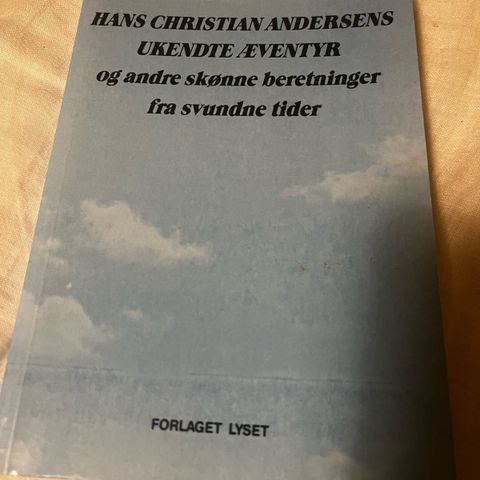 HANS CHRISTIAN ANDERSENS
UKENDTE ÆVENTYR
og andre skønne beretninger
fra svundne tider
FORLAGET LYSET